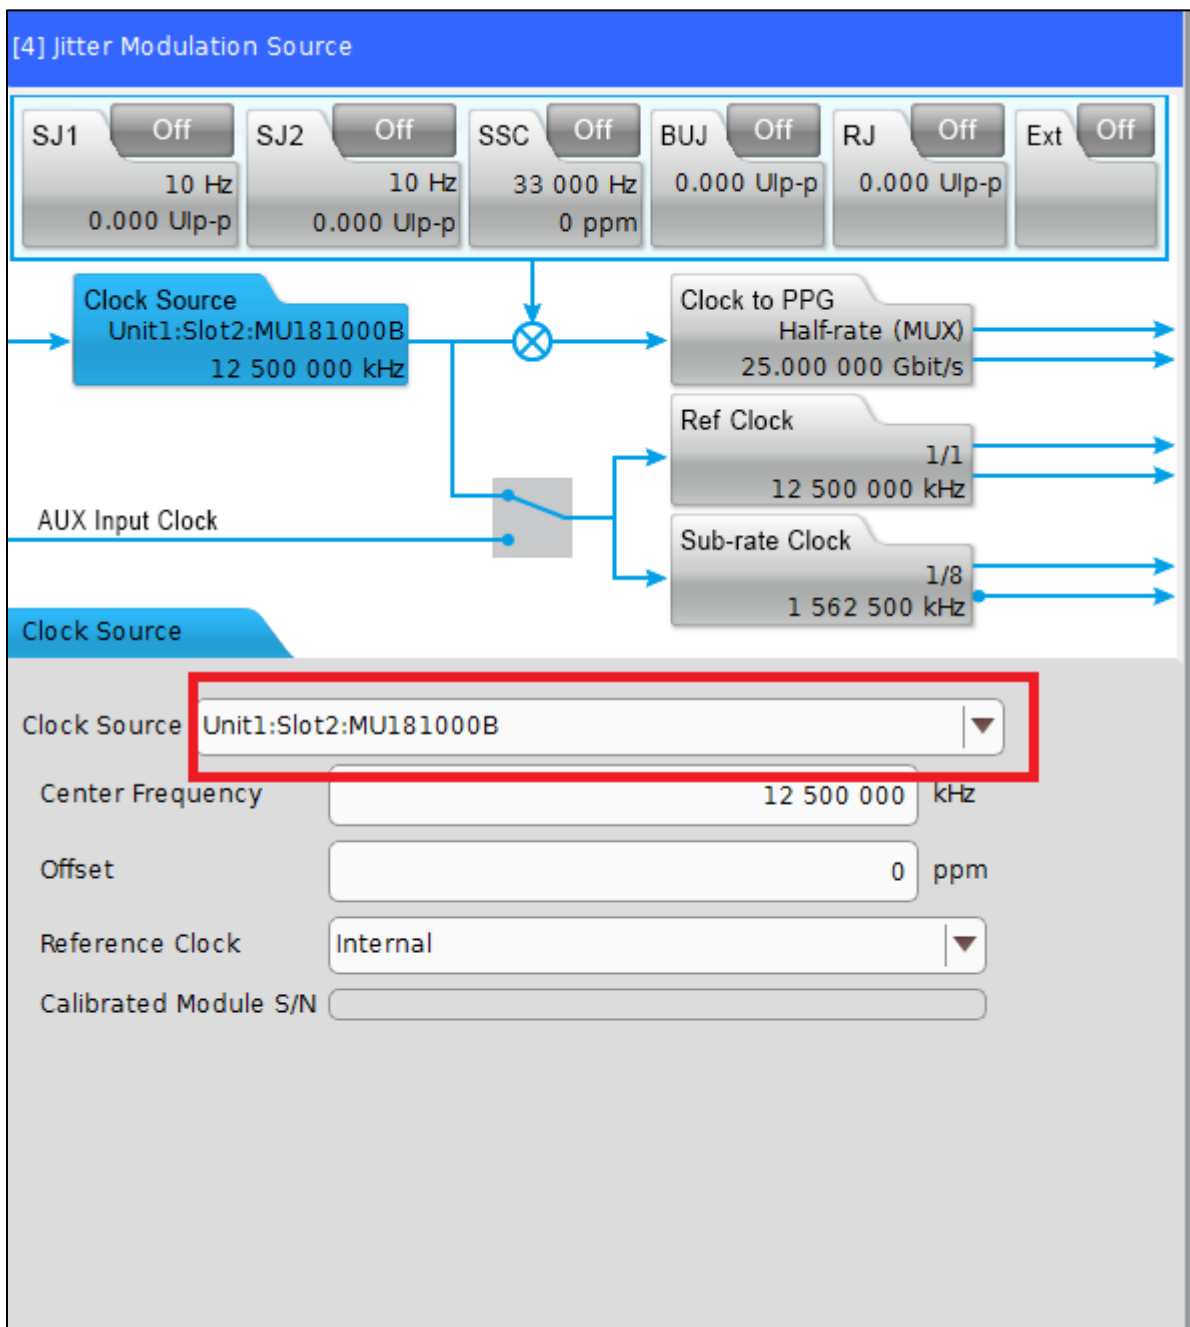 [4] Jitter Modulation Source
SJ1 Off
10 Hz
0.000 UIp-p
SJ2 Off
10 Hz
0.000 UIp-p
SSC Off
33 000 Hz
0 ppm
BUJ Off
0.000 UIp-p
RJ Off
0.000 UIp-p
Ext Off
Clock Source
Unit1:Slot2:MU181000B
12 500 000 kHz
Clock to PPG
Half-rate (MUX)
25.000 000 Gbit/s
Ref Clock
1/1
12 500 000 kHz
AUX Input Clock
Sub-rate Clock
1/8
1 562 500 kHz
Clock Source
Clock Source Unit1:Slot2:MU181000B
Center Frequency 12 500 000 kHz
Offset 0 ppm
Reference Clock Internal
Calibrated Module S/N